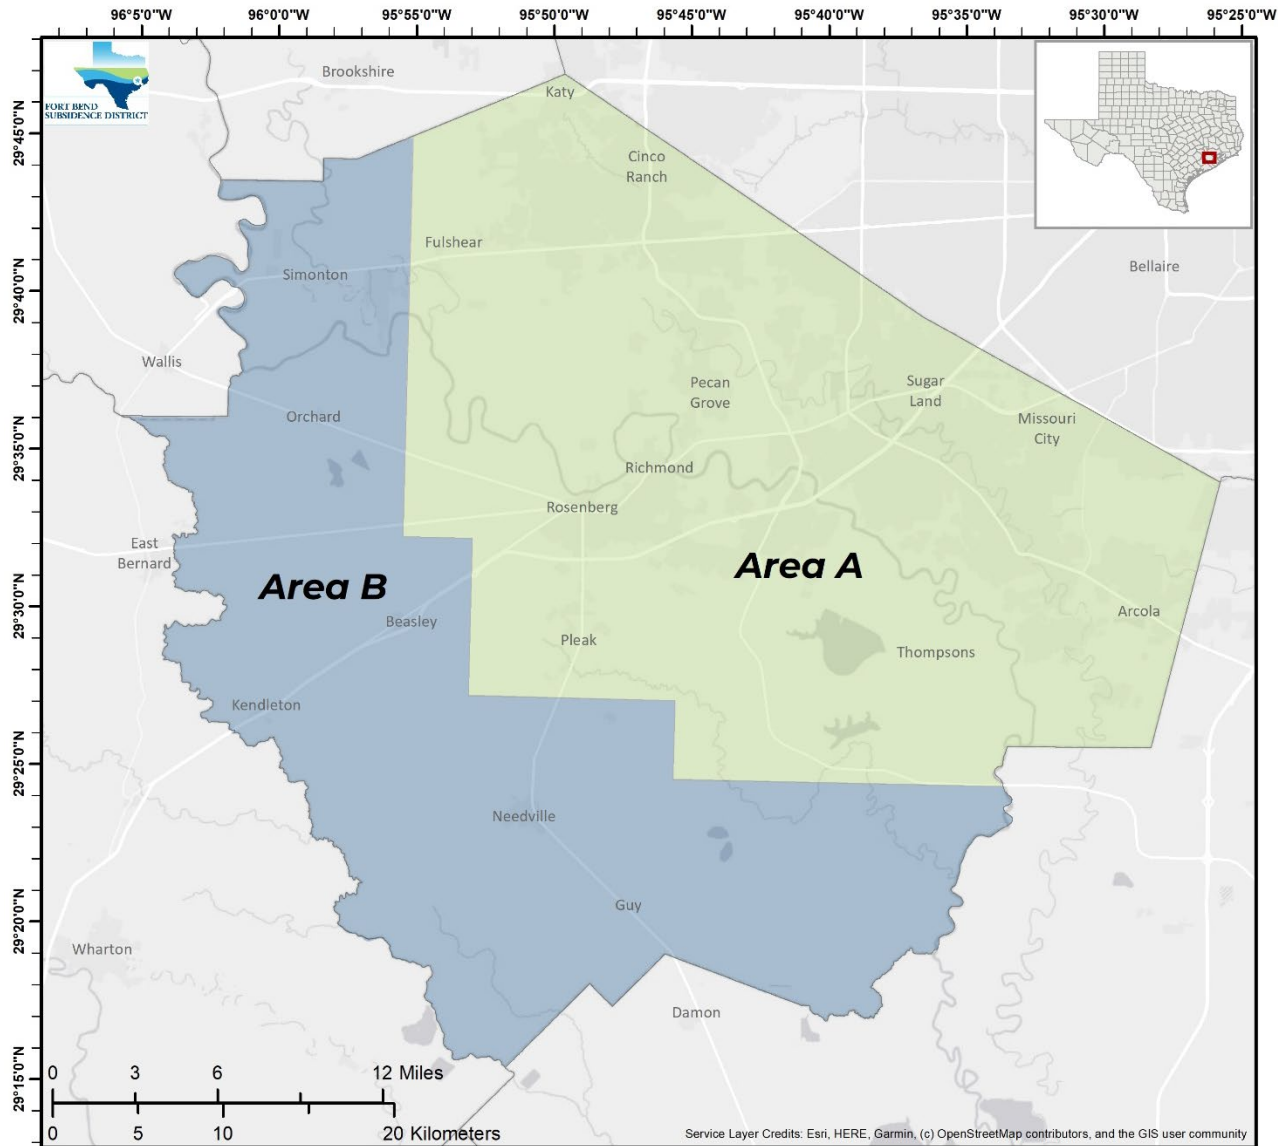 96°5'0"W 96°0'0"W 95°55'0"W 95°50'0"W 95°45'0"W 95°40'0"W 95°35'0"W 95°30'0"W 95°25'0"W
FORT BEND
SUBSIDENCE DISTRICT
Brookshire
Katy
29°45'0"N
Cinco
Ranch
Fulshear
Simonton
Bellaire
29°40'0"N
Wallis
Pecan
Grove
Sugar
Land
Orchard
Missouri
City
29°35'0"N
Richmond
Rosenberg
East
Bernard
Area B
Area A
29°30'0"N
Beasley
Arcola
Pleak
Thompsons
Kendleton
29°25'0"N
Needville
Guy
29°20'0"N
Wharton
Damon
29°15'0"N
0 3 6 12 Miles
0 5 10 20 Kilometers
Service Layer Credits: Esri, HERE, Garmin, (c) OpenStreetMap contributors, and the GIS user community